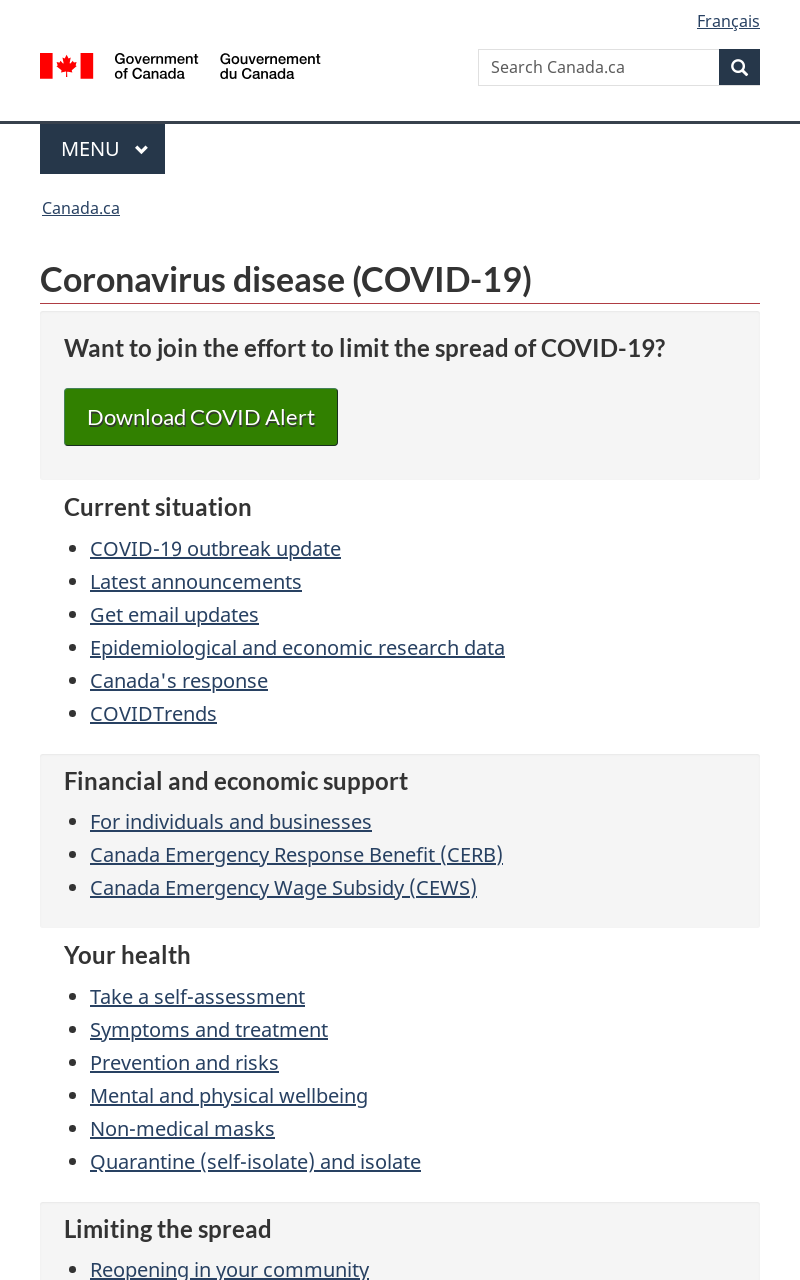 Français
Government
of Canada
Gouvernement
du Canada
Search Canada.ca
MENU
Canada.ca
Coronavirus disease (COVID-19)
Want to join the effort to limit the spread of COVID-19?
Download COVID Alert
Current situation
COVID-19 outbreak update
Latest announcements
Get email updates
Epidemiological and economic research data
Canada's response
COVIDTrends
Financial and economic support
For individuals and businesses
Canada Emergency Response Benefit (CERB)
Canada Emergency Wage Subsidy (CEWS)
Your health
Take a self-assessment
Symptoms and treatment
Prevention and risks
Mental and physical wellbeing
Non-medical masks
Quarantine (self-isolate) and isolate
Limiting the spread
Reopening in your community